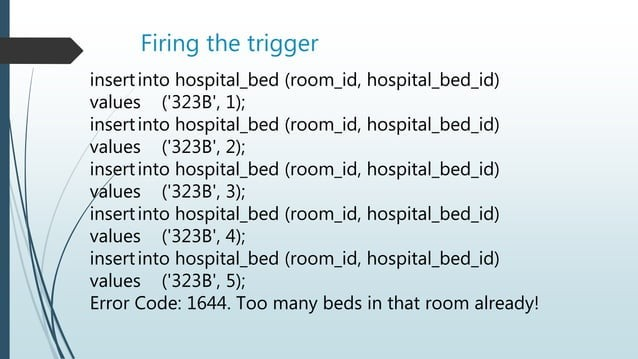 Firing the trigger
insert into hospital_bed (room_id, hospital_bed_id)
values ('323B', 1);
insert into hospital_bed (room_id, hospital_bed_id)
values ('323B', 2);
insert into hospital_bed (room_id, hospital_bed_id)
values ('323B', 3);
insert into hospital_bed (room_id, hospital_bed_id)
values ('323B', 4);
insert into hospital_bed (room_id, hospital_bed_id)
values ('323B', 5);
Error Code: 1644. Too many beds in that room already!